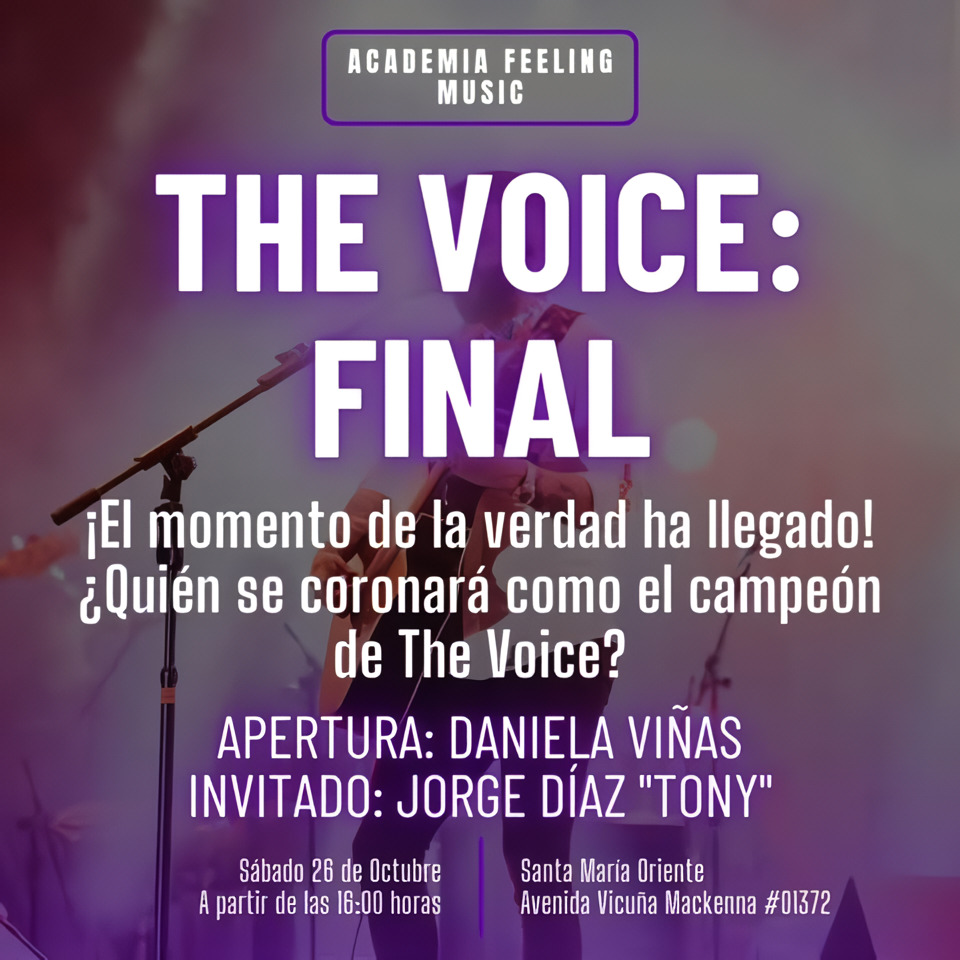 ACADEMIA FEELING
MUSIC
THE VOICE:
FINAL
¡El momento de la verdad ha llegado!
¿Quién se coronará como el campeón
de The Voice?
APERTURA: DANIELA VIÑAS
INVITADO: JORGE DÍAZ "TONY"
Sábado 26 de Octubre
A partir de las 16:00 horas
Santa María Oriente
Avenida Vicuña Mackenna #01372